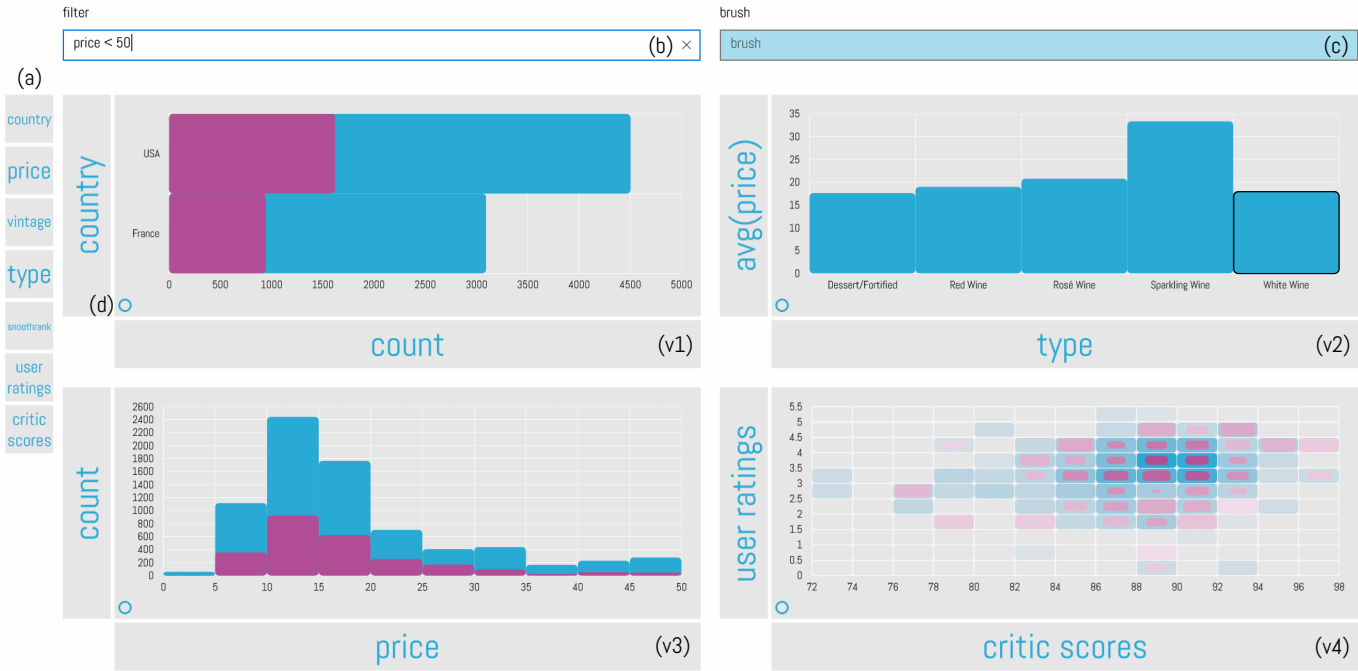 filter
brush
price < 50
(b) ×
brush
(c)
(a)
country
price
vintage
type
snoothrank
user
ratings
critic
scores
country
USA
France
0 500 1000 1500 2000 2500 3000 3500 4000 4500 5000
(d)
count
(v1)
avg(price)
35
30
25
20
15
10
5
0
Dessert/Fortified Red Wine Rosé Wine Sparkling Wine White Wine
type
(v2)
count
2600
2400
2200
2000
1800
1600
1400
1200
1000
800
600
400
200
0
0 5 10 15 20 25 30 35 40 45 50
price
(v3)
user ratings
5.5
5
4.5
4
3.5
3
2.5
2
1.5
1
0.5
0
72 74 76 78 80 82 84 86 88 90 92 94 96 98
critic scores
(v4)